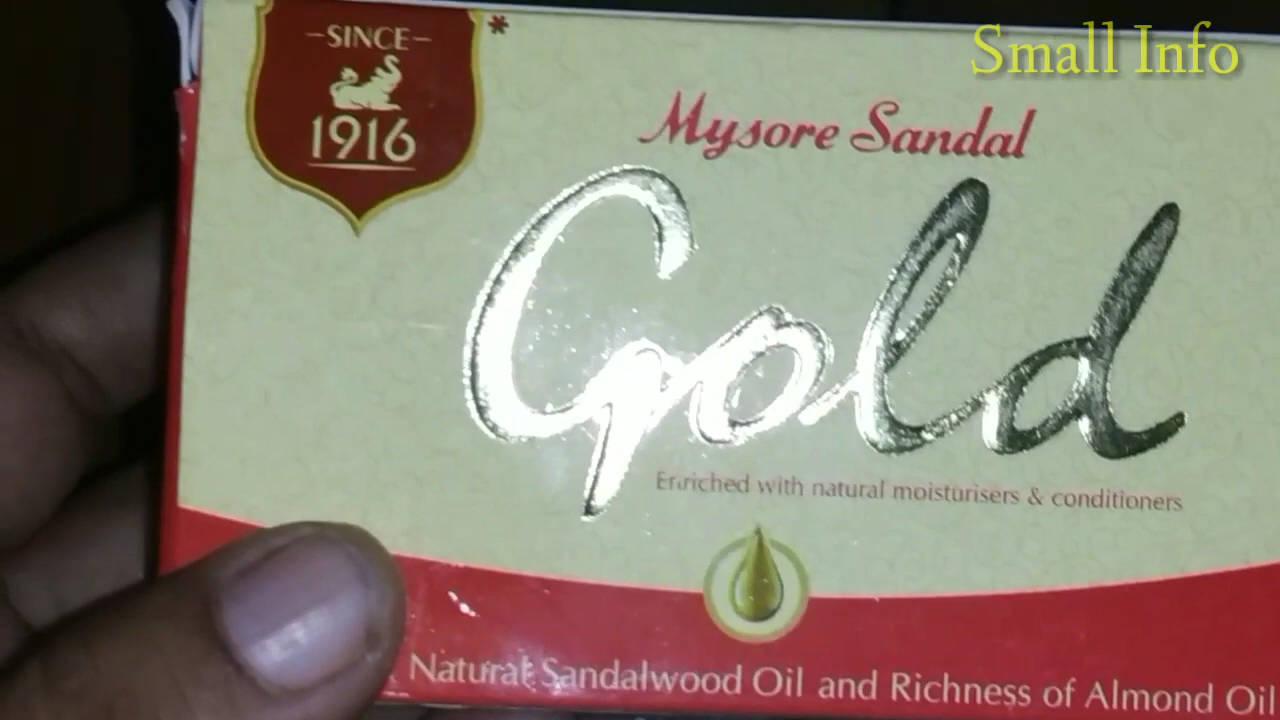 Small Info
–SINCE–
1916
*
Mysore Sandal
Gold
Enriched with natural moisturisers & conditioners
Natural Sandalwood Oil and Richness of Almond Oil